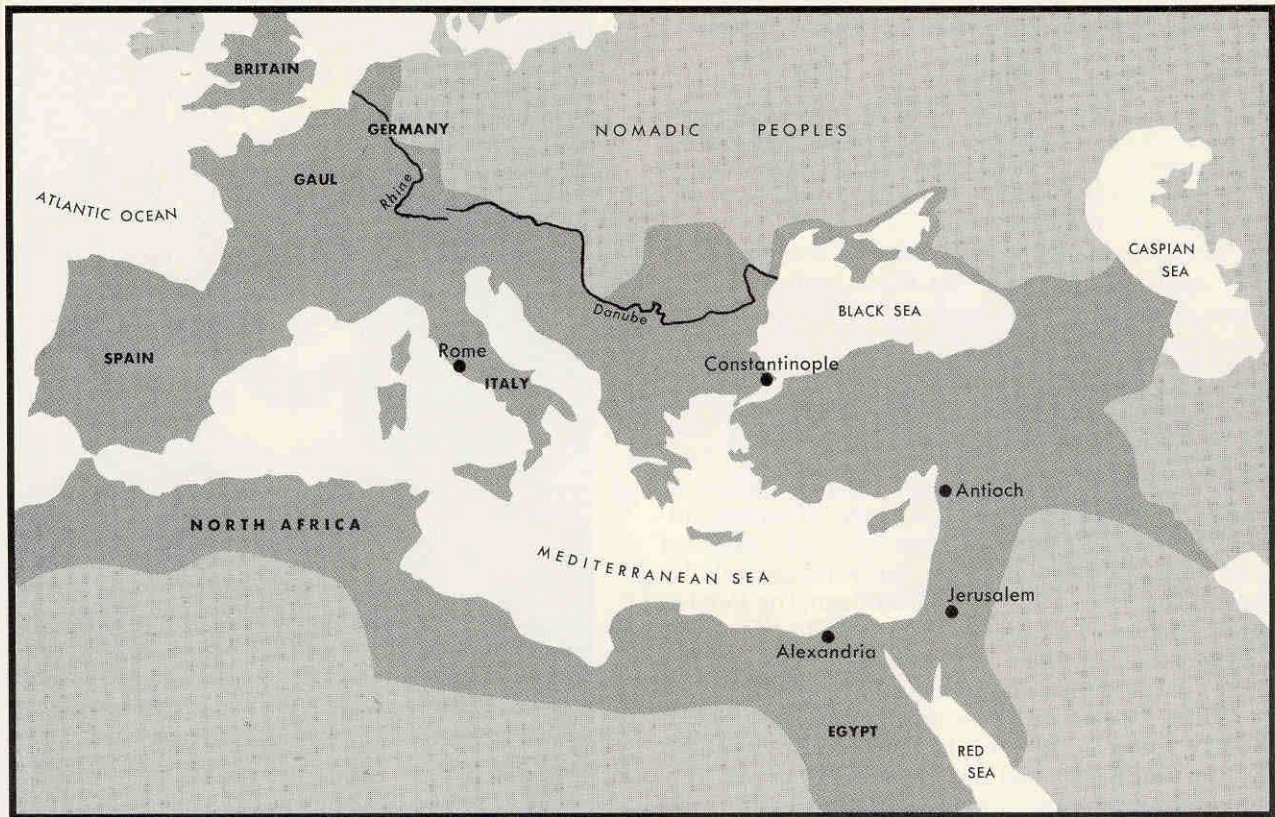 BRITAIN
GERMANY
NOMADIC PEOPLES
GAUL
Rhine
ATLANTIC OCEAN
CASPIAN
SEA
Danube
BLACK SEA
SPAIN
Rome
ITALY
Constantinople
Antioch
NORTH AFRICA
MEDITERRANEAN SEA
Jerusalem
Alexandria
EGYPT
RED
SEA